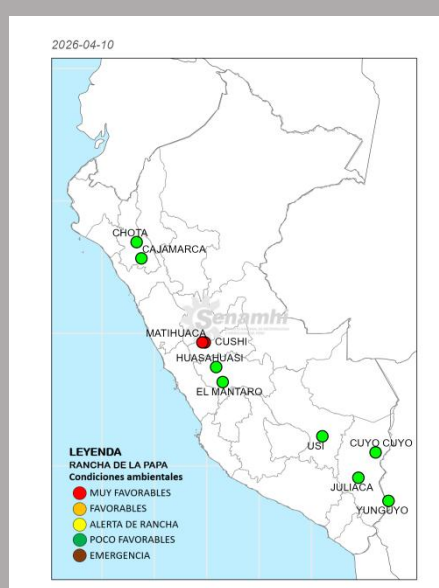 2026-04-10
CHOTA
CAJAMARCA
Senamhi
MATIHUACA
CUSHI
HUASAHUASI
EL MANTARO
USI
CUYO CUYO
JULIACA
YUNGUYO
LEYENDA
RANCHA DE LA PAPA
Condiciones ambientales
MUY FAVORABLES
FAVORABLES
ALERTA DE RANCHA
POCO FAVORABLES
EMERGENCIA